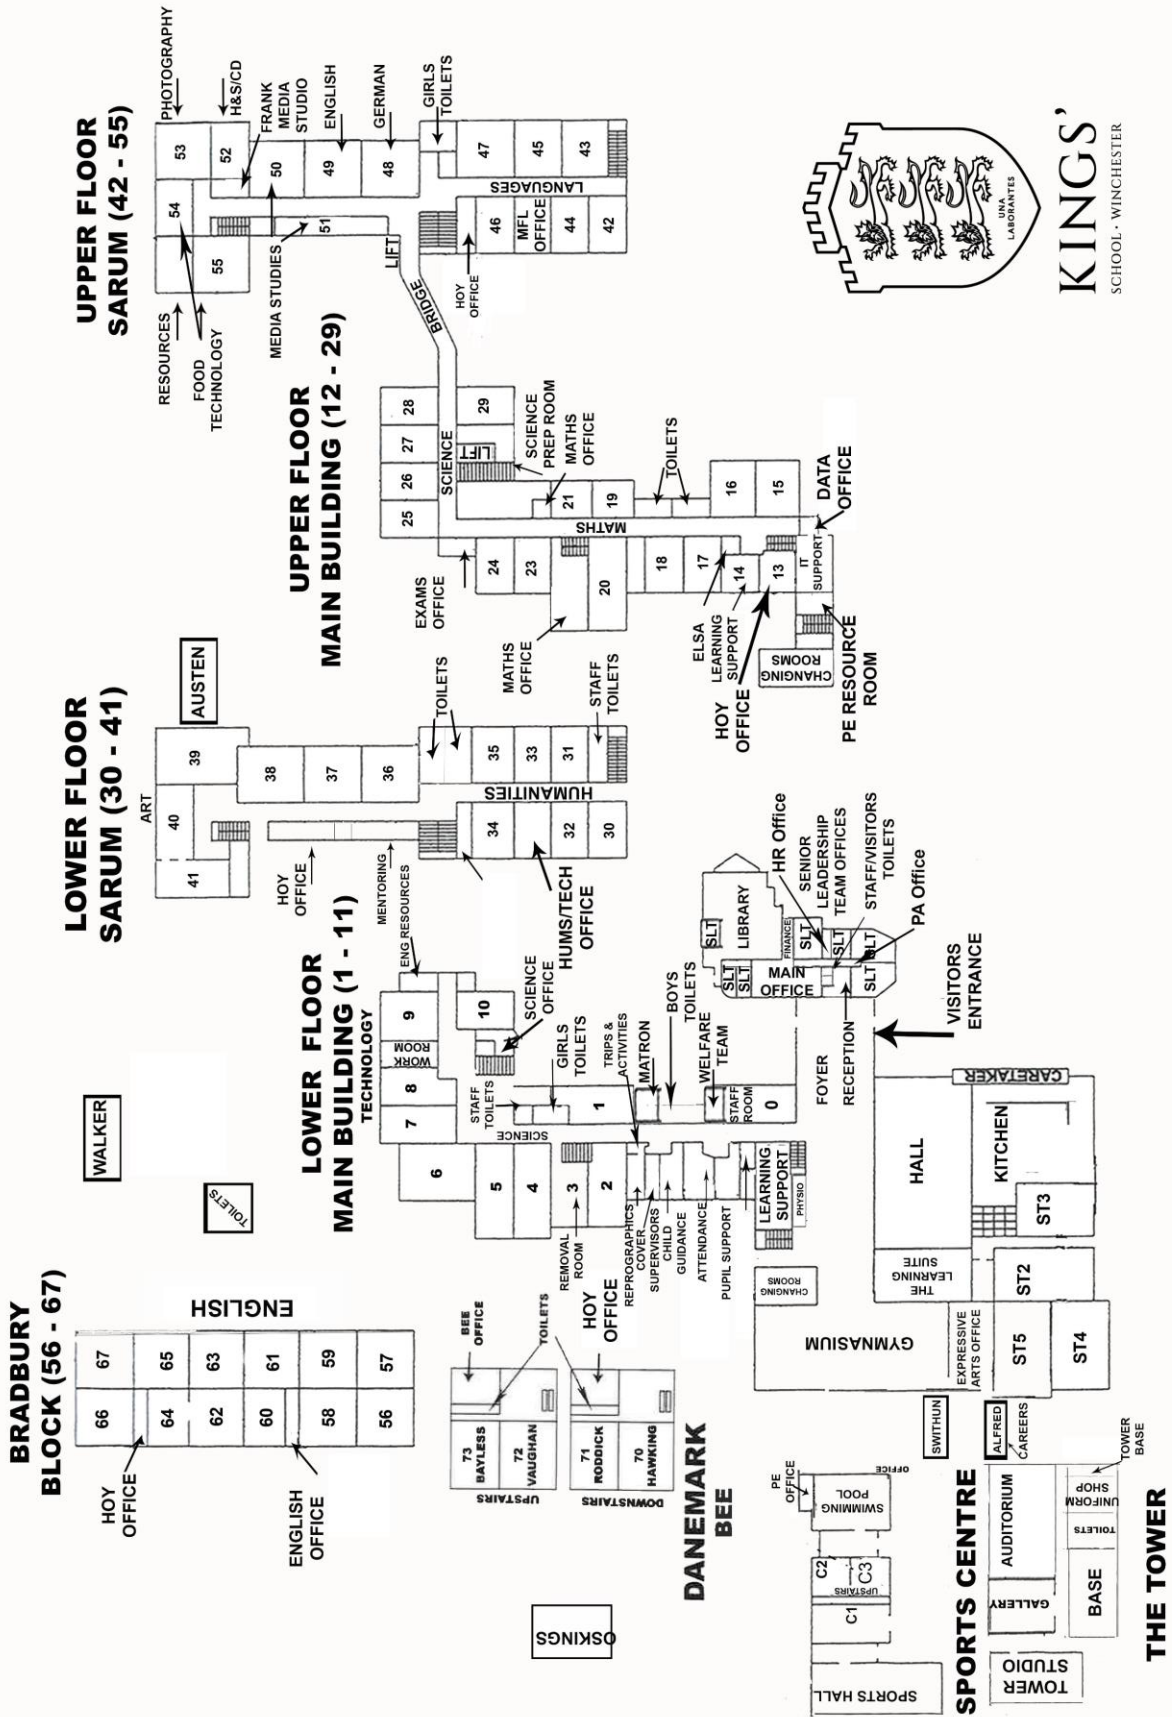 BRADBURY
BLOCK (56 - 67)
66
67
64
65
62
63
60
61
58
59
56
57
ENGLISH
HOY
OFFICE
ENGLISH
OFFICE
WALKER
TOILETS
LOWER FLOOR
SARUM (30 - 41)
AUSTEN
ART
39
40
41
38
37
36
HOY
OFFICE
MENTORING
TOILETS
35
34
33
32
31
30
HUMANITIES
STAFF
TOILETS
HUMS/TECH
OFFICE
UPPER FLOOR
SARUM (42 - 55)
PHOTOGRAPHY
H&S/CD
FRANK
MEDIA
STUDIO
ENGLISH
GERMAN
GIRLS
TOILETS
53
52
54
55
50
51
49
48
RESOURCES
FOOD
TECHNOLOGY
MEDIA STUDIES
LIFT
BRIDGE
HOY
OFFICE
47
46
45
MFL
OFFICE
44
43
42
LANGUAGES
LOWER FLOOR
MAIN BUILDING (1 - 11)
TECHNOLOGY
ENG RESOURCES
9
10
WORK
ROOM
8
7
6
5
4
3
2
1
0
SCIENCE
OFFICE
STAFF
TOILETS
GIRLS
TOILETS
SCIENCE
TRIPS &
ACTIVITIES
MATRON
BOYS
TOILETS
WELFARE
TEAM
STAFF
ROOM
REMOVAL
ROOM
REPROGRAPHICS
COVER
SUPERVISORS
CHILD
GUIDANCE
ATTENDANCE
PUPIL SUPPORT
LEARNING
SUPPORT
PHYSIO
UPPER FLOOR
MAIN BUILDING (12 - 29)
28
27
26
25
29
SCIENCE
LIFT
SCIENCE
PREP ROOM
MATHS
OFFICE
EXAMS
OFFICE
24
23
21
20
19
18
17
16
15
14
13
MATHS
OFFICE
MATHS
TOILETS
ELSA
LEARNING
SUPPORT
HOY
OFFICE
IT
SUPPORT
DATA
OFFICE
CHANGING
ROOMS
PE RESOURCE
ROOM
LIBRARY
SLT
SLT
SLT
FINANCE
MAIN
OFFICE
SLT
SLT
SLT
SLT
HR Office
SENIOR
LEADERSHIP
TEAM OFFICES
STAFF/VISITORS
TOILETS
PA Office
FOYER
RECEPTION
VISITORS
ENTRANCE
CARETAKER
HALL
KITCHEN
ST3
THE
LEARNING
SUITE
ST2
CHANGING
ROOMS
GYMNASIUM
EXPRESSIVE
ARTS OFFICE
ST5
ST4
BEE
OFFICE
TOILETS
HOY
OFFICE
73
BAYLESS
72
VAUGHAN
UPSTAIRS
71
RODDICK
70
HAWKING
DOWNSTAIRS
DANEMARK
BEE
OSKINGS
SWITHUN
ALFRED
CAREERS
PE
OFFICE
OFFICE
SWIMMING
POOL
C2
C3
UPSTAIRS
C1
SPORTS HALL
SPORTS CENTRE
AUDITORIUM
GALLERY
TOWER
BASE
UNIFORM
SHOP
TOILETS
BASE
TOWER
STUDIO
THE TOWER
UNA
LABORANTES
KINGS'
SCHOOL · WINCHESTER